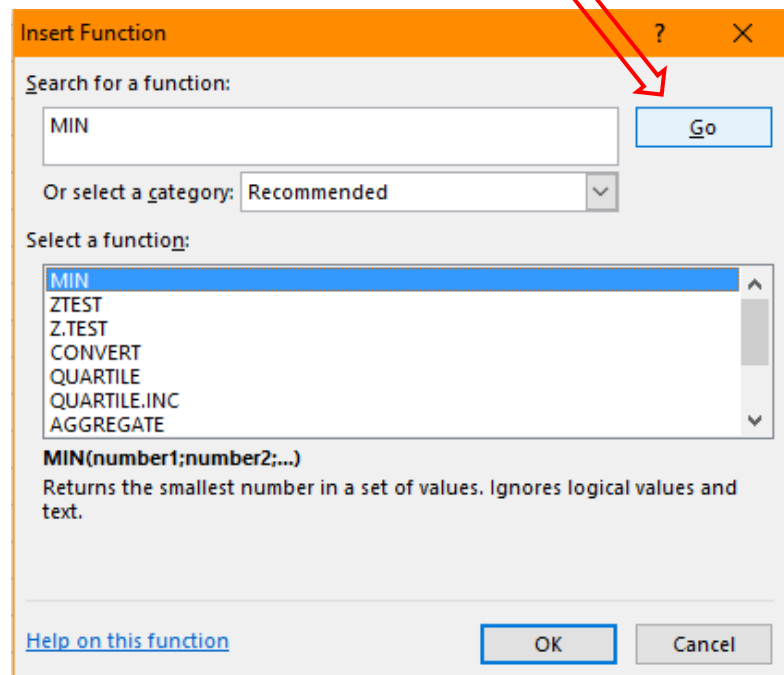 Insert Function ?
Search for a function:
MIN
Go
Or select a category: Recommended
Select a function:
MIN
ZTEST
Z.TEST
CONVERT
QUARTILE
QUARTILE.INC
AGGREGATE
MIN(number1;number2;...)
Returns the smallest number in a set of values. Ignores logical values and
text.
Help on this function OK Cancel